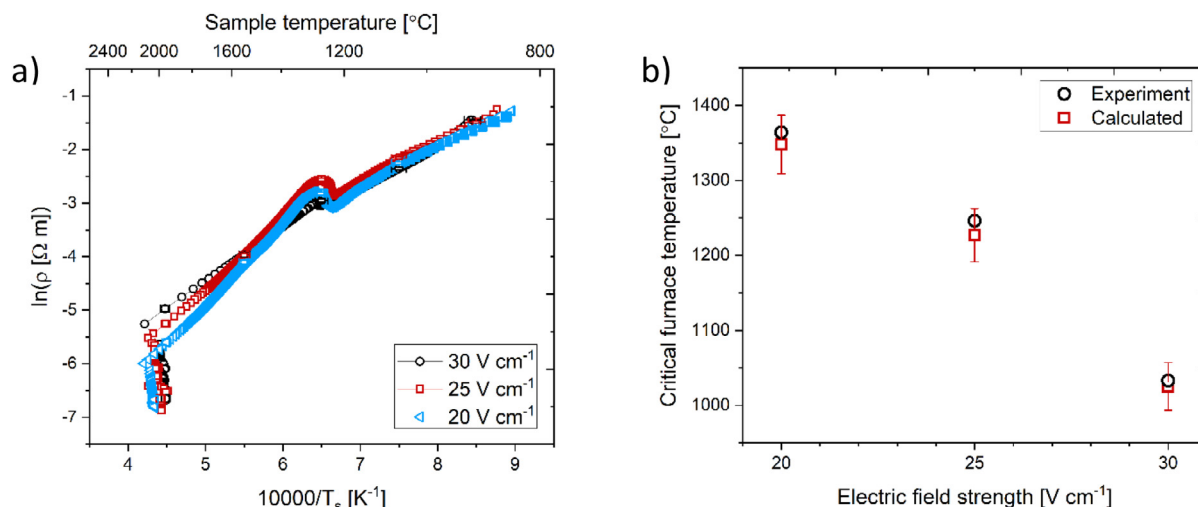 a)
Sample temperature [°C]
2400 2000 1600 1200 800
ln(ρ [Ω m])
-1
-2
-3
-4
-5
-6
-7
30 V cm⁻¹
25 V cm⁻¹
20 V cm⁻¹
4 5 6 7 8 9
10000/Tₛ [K⁻¹]
b)
Critical furnace temperature [°C]
1400
1300
1200
1100
1000
Experiment
Calculated
20 25 30
Electric field strength [V cm⁻¹]